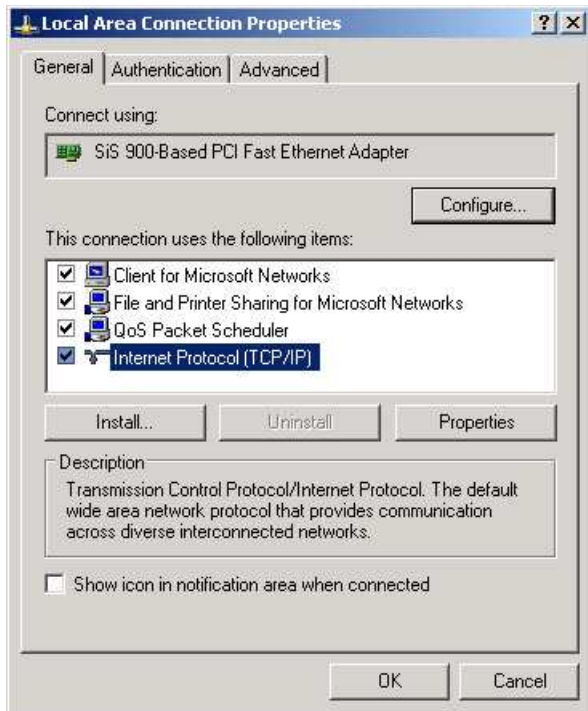 Local Area Connection Properties
General
Authentication
Advanced
Connect using:
SiS 900-Based PCI Fast Ethernet Adapter
Configure...
This connection uses the following items:
Client for Microsoft Networks
File and Printer Sharing for Microsoft Networks
QoS Packet Scheduler
Internet Protocol (TCP/IP)
Install...
Uninstall
Properties
Description
Transmission Control Protocol/Internet Protocol. The default
wide area network protocol that provides communication
across diverse interconnected networks.
Show icon in notification area when connected
OK
Cancel